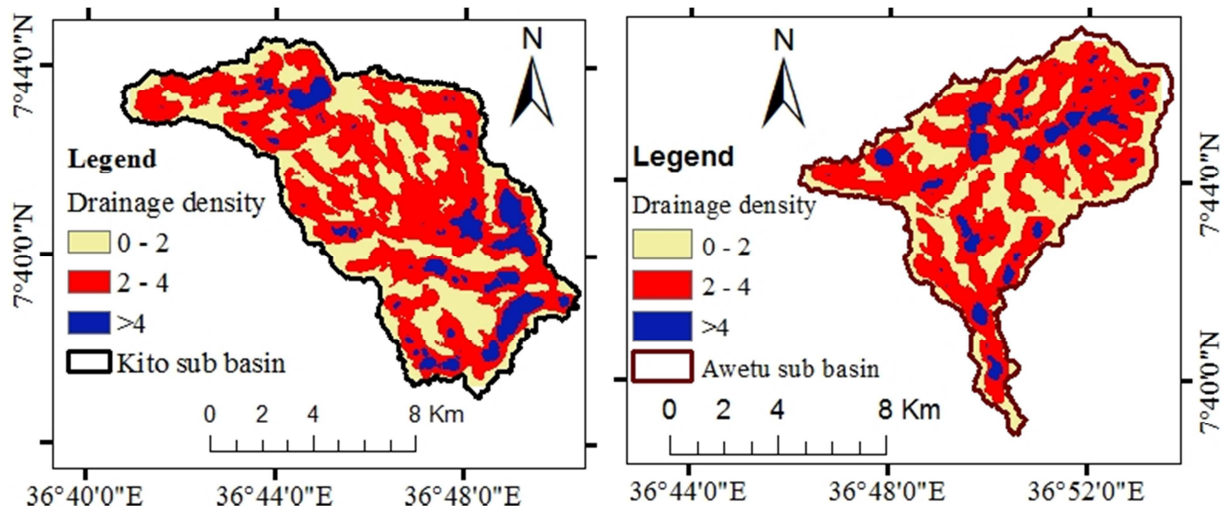 7°44'0"N
7°40'0"N
N
Legend
Drainage density
0 - 2
2 - 4
>4
Kito sub basin
0 2 4 8 Km
36°40'0"E 36°44'0"E 36°48'0"E
N
Legend
Drainage density
0 - 2
2 - 4
>4
Awetu sub basin
0 2 4 8 Km
7°44'0"N
7°40'0"N
36°44'0"E 36°48'0"E 36°52'0"E